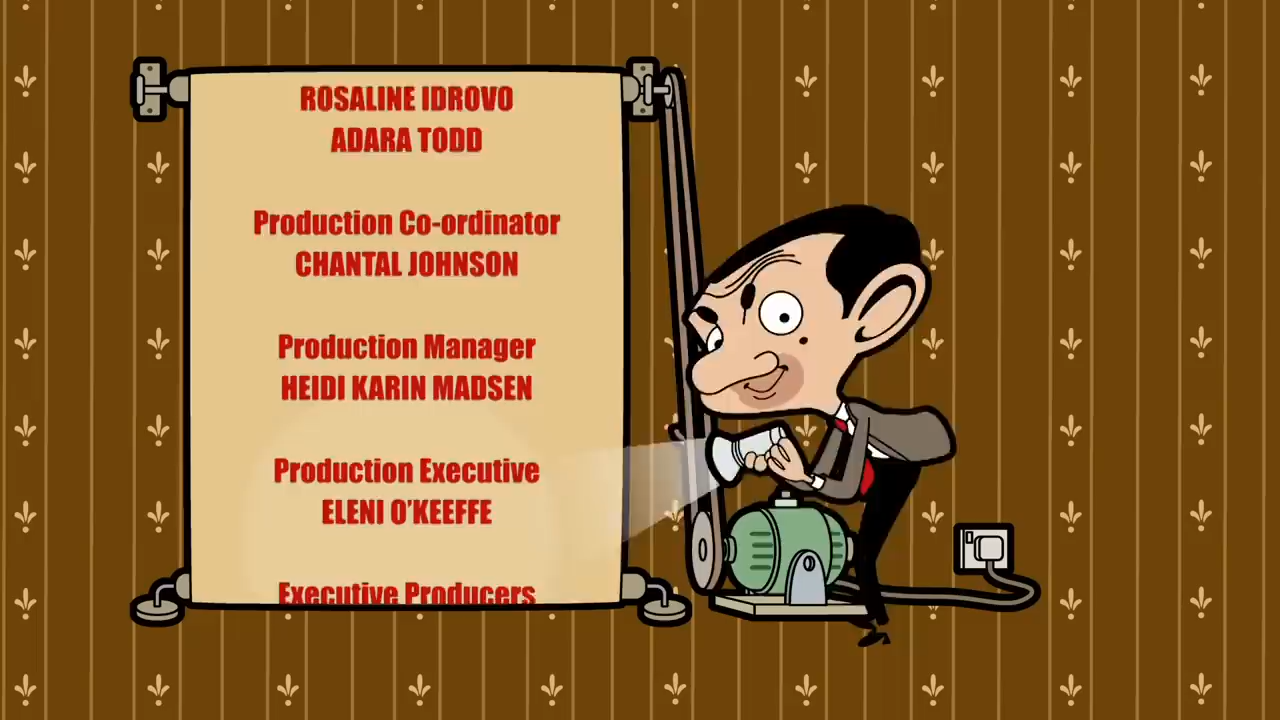 ROSALINE IDROVO
ADARA TODD
Production Co-ordinator
CHANTAL JOHNSON
Production Manager
HEIDI KARIN MADSEN
Production Executive
ELENI O’KEEFFE
Executive Producers